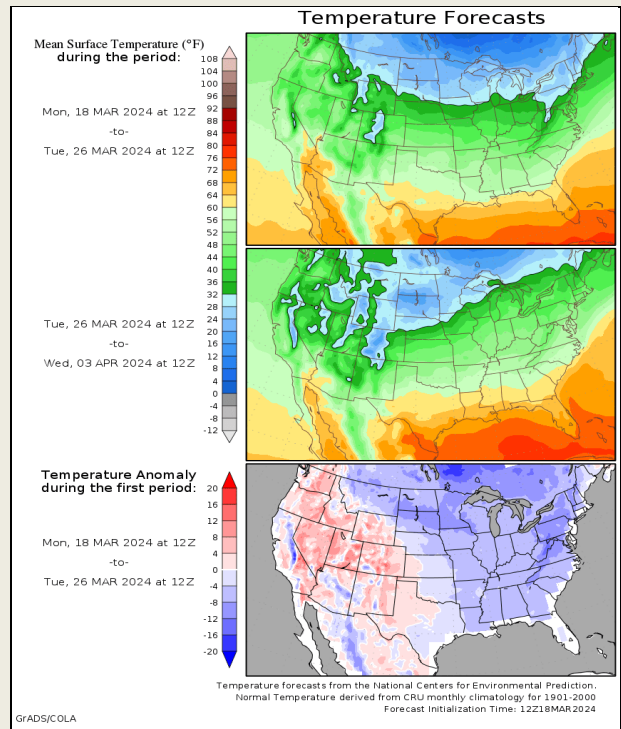 Temperature Forecasts
Mean Surface Temperature (°F)
during the period:
Mon, 18 MAR 2024 at 12Z
-to-
Tue, 26 MAR 2024 at 12Z
108
104
100
96
92
88
84
80
76
72
68
64
60
56
52
48
44
40
36
32
28
24
20
16
12
8
4
0
-4
-8
-12
Tue, 26 MAR 2024 at 12Z
-to-
Wed, 03 APR 2024 at 12Z
Temperature Anomaly
during the first period:
Mon, 18 MAR 2024 at 12Z
-to-
Tue, 26 MAR 2024 at 12Z
20
16
12
8
4
0
-4
-8
-12
-16
-20
Temperature forecasts from the National Centers for Environmental Prediction.
Normal Temperature derived from CRU monthly climatology for 1901-2000
Forecast Initialization Time: 12Z18MAR2024
GrADS/COLA